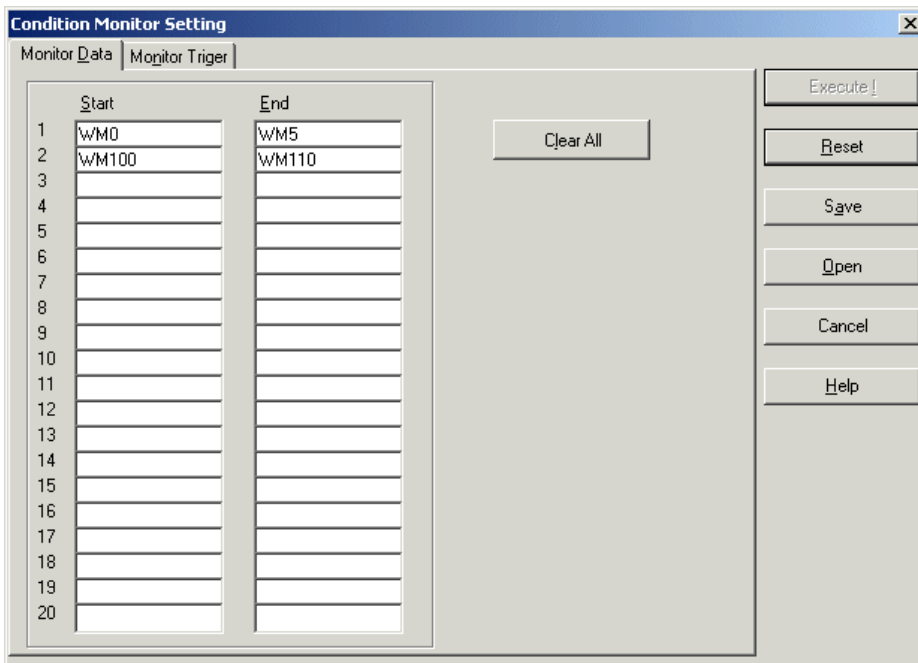 Condition Monitor Setting
Monitor Data Monitor Triger
Start End
1 WM0 WM5
2 WM100 WM110
3
4
5
6
7
8
9
10
11
12
13
14
15
16
17
18
19
20
Clear All
Execute !
Reset
Save
Open
Cancel
Help